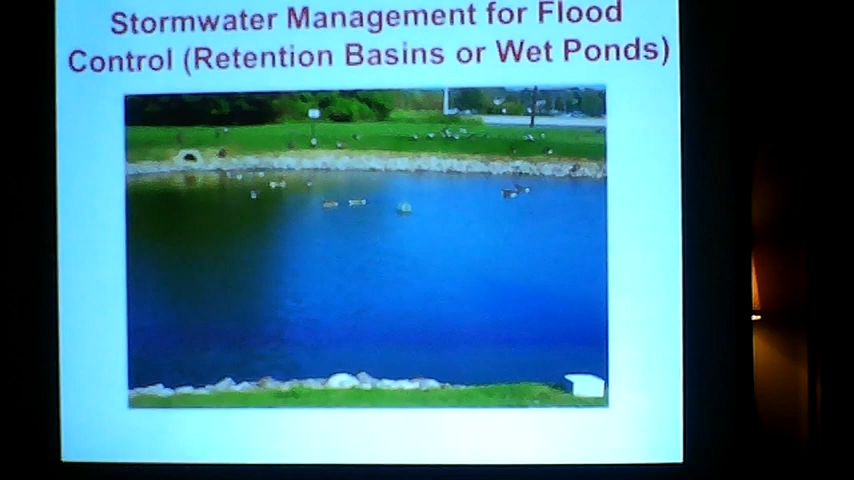 Stormwater Management for Flood
Control (Retention Basins or Wet Ponds)